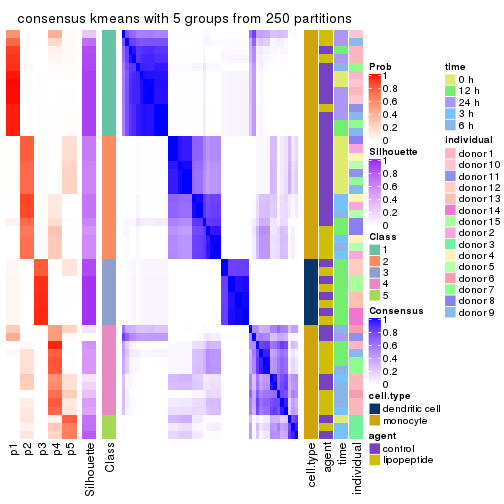 consensus kmeans with 5 groups from 250 partitions
p1
p2
p3
p4
p5
Silhouette
Class
cell.type
agent
time
individual
Prob
1
0.8
0.6
0.4
0.2
0
Silhouette
1
0.8
0.6
0.4
0.2
0
Class
1
2
3
4
5
Consensus
1
0.8
0.6
0.4
0.2
0
cell.type
dendritic cell
monocyte
agent
control
lipopeptide
time
0 h
12 h
24 h
3 h
6 h
individual
donor 1
donor 10
donor 11
donor 12
donor 13
donor 14
donor 15
donor 2
donor 3
donor 4
donor 5
donor 6
donor 7
donor 8
donor 9